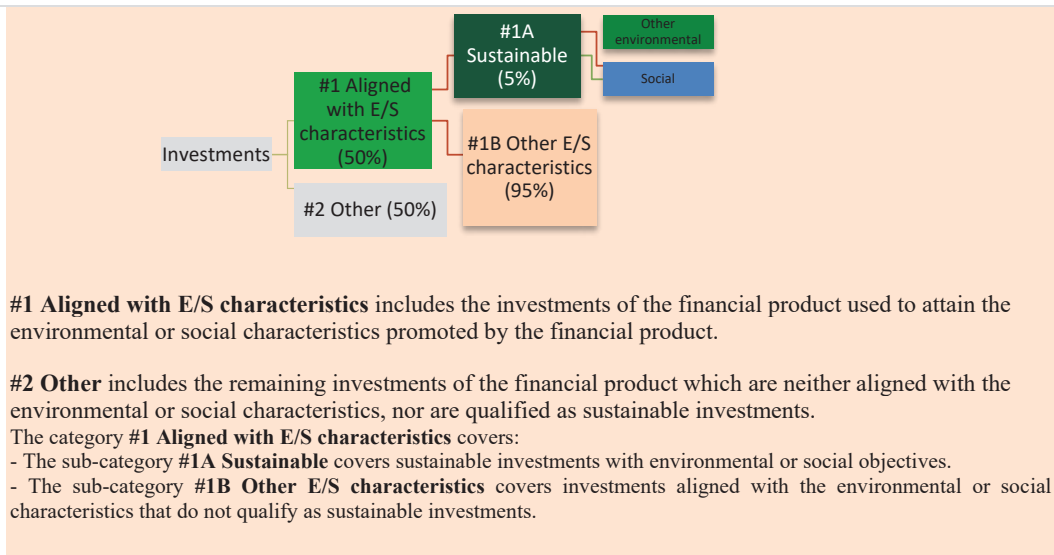 Investments
#1 Aligned
with E/S
characteristics
(50%)
#2 Other (50%)
#1A
Sustainable
(5%)
#1B Other E/S
characteristics
(95%)
Other
environmental
Social
#1 Aligned with E/S characteristics includes the investments of the financial product used to attain the
environmental or social characteristics promoted by the financial product.
#2 Other includes the remaining investments of the financial product which are neither aligned with the
environmental or social characteristics, nor are qualified as sustainable investments.
The category #1 Aligned with E/S characteristics covers:
- The sub-category #1A Sustainable covers sustainable investments with environmental or social objectives.
- The sub-category #1B Other E/S characteristics covers investments aligned with the environmental or social
characteristics that do not qualify as sustainable investments.